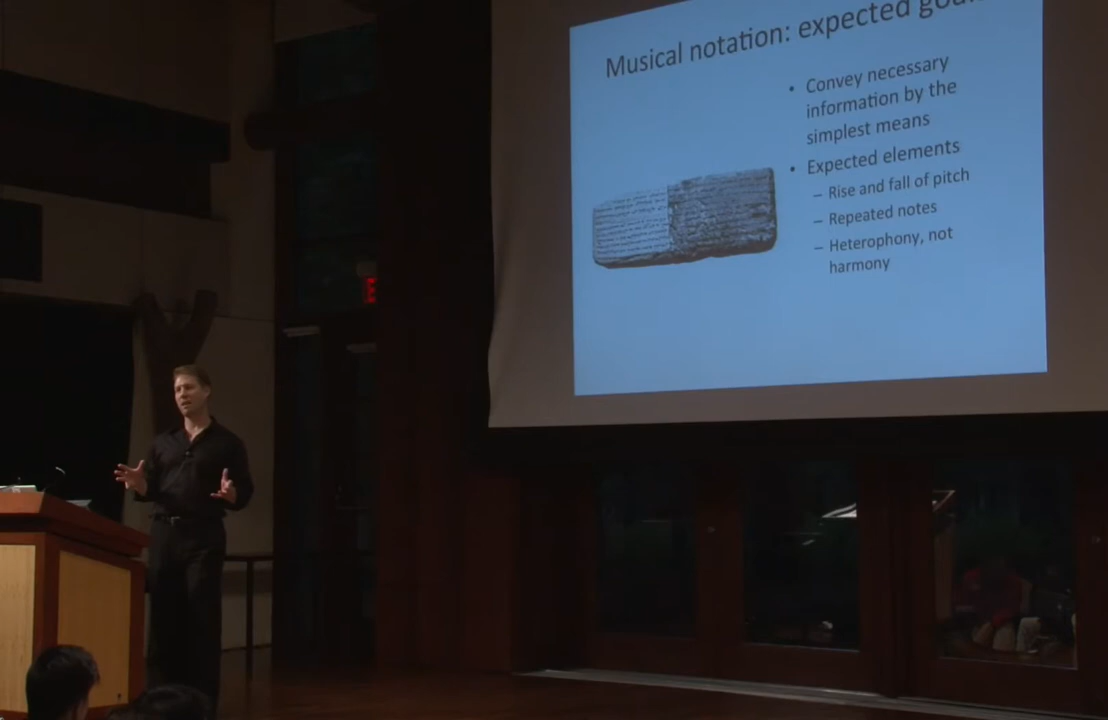 Musical notation: expected
• Convey necessary
information by the
simplest means
• Expected elements
– Rise and fall of pitch
– Repeated notes
– Heterophony, not
harmony